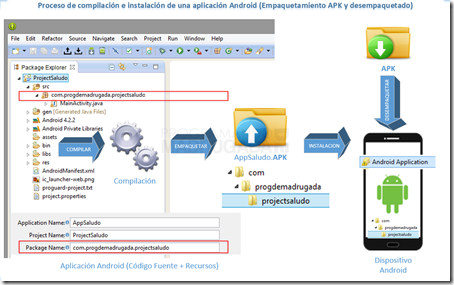 Proceso de compilación e instalación de una aplicación Android (Empaquetamiento APK y desempaquetado)
File Edit Refactor Source Navigate Search Project Run Window Help
Package Explorer
ProjectSaludo
src
com.progdemadrugada.projectsaludo
MainActivity.java
gen [Generated Java Files]
Android 4.2.2
Android Private Libraries
assets
bin
libs
res
AndroidManifest.xml
ic_launcher-web.png
proguard-project.txt
project.properties
COMPILAR
Compilación
EMPAQUETAR
AppSaludo.APK
com
progdemadrugada
projectsaludo
INSTALACION
APK
DESEMPAQUETAR
Android Application
com
progdemadrugada
projectsaludo
Dispositivo
Android
Application Name: AppSaludo
Project Name: ProjectSaludo
Package Name: com.progdemadrugada.projectsaludo
Aplicación Android (Código Fuente + Recursos)